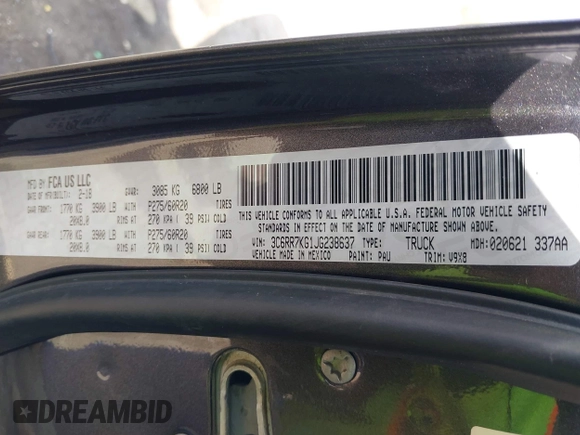 MFD BY FCA US LLC
DATE OF MFR(BUILT): 2-18
GVWR: 3085 KG 6800 LB
GAWR FRONT: 1770 KG 3900 LB WITH P275/60R20 TIRES
20X8.0 RIMS AT 270 KPA ( 39 PSI) COLD
GAWR REAR: 1770 KG 3900 LB WITH P275/60R20 TIRES
20X8.0 RIMS AT 270 KPA ( 39 PSI) COLD
THIS VEHICLE CONFORMS TO ALL APPLICABLE U.S.A. FEDERAL MOTOR VEHICLE SAFETY
STANDARDS IN EFFECT ON THE DATE OF MANUFACTURE SHOWN ABOVE.
VIN: 3C6RR7KG1JG238637 TYPE: TRUCK MDH: 020621 337AA
VEHICLE MADE IN MEXICO PAINT: PAU TRIM: V9X8
DREAMBID